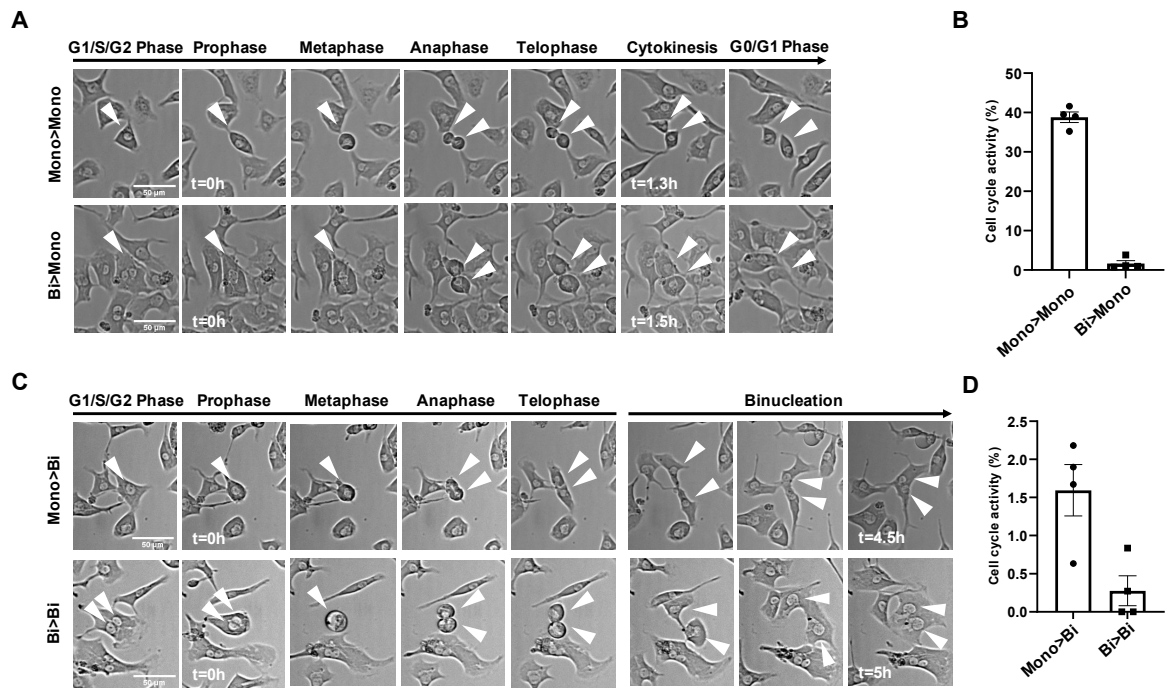 A
G1/S/G2 Phase Prophase Metaphase Anaphase Telophase Cytokinesis G0/G1 Phase
Mono>Mono
50 µm
t=0h
t=1.3h
Bi>Mono
50 µm
t=0h
t=1.5h
B
Cell cycle activity (%)
50
40
30
20
10
0
Mono>Mono
Bi>Mono
C
G1/S/G2 Phase Prophase Metaphase Anaphase Telophase Binucleation
Mono>Bi
50 µm
t=0h
t=4.5h
Bi>Bi
50 µm
t=0h
t=5h
D
Cell cycle activity (%)
2.5
2.0
1.5
1.0
0.5
0.0
Mono>Bi
Bi>Bi